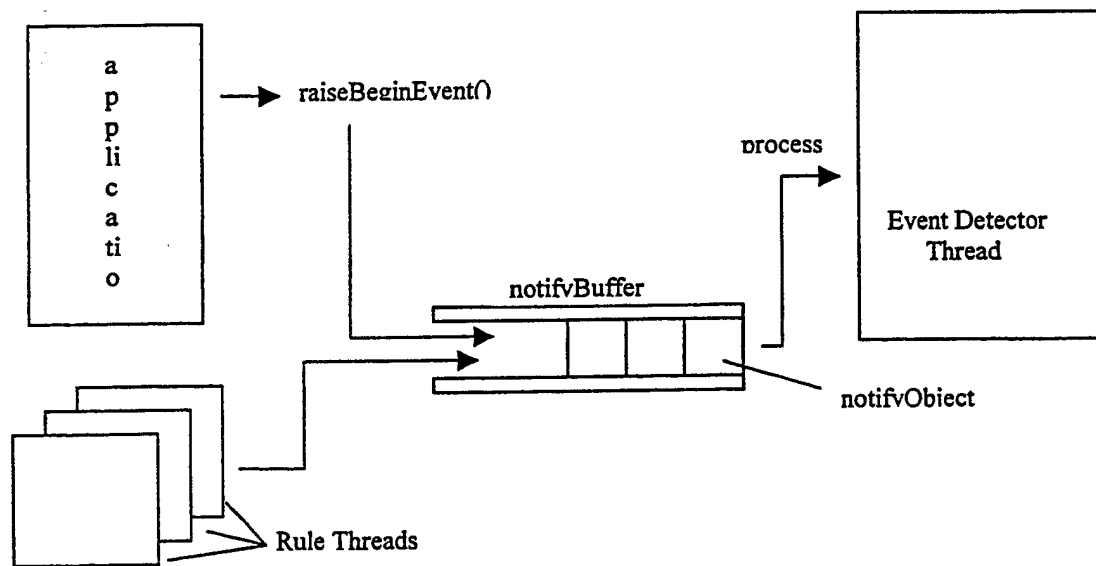 a
p
p
li
c
a
ti
o
raiseBeginEvent()
process
Event Detector
Thread
notifyBuffer
notifyObject
Rule Threads